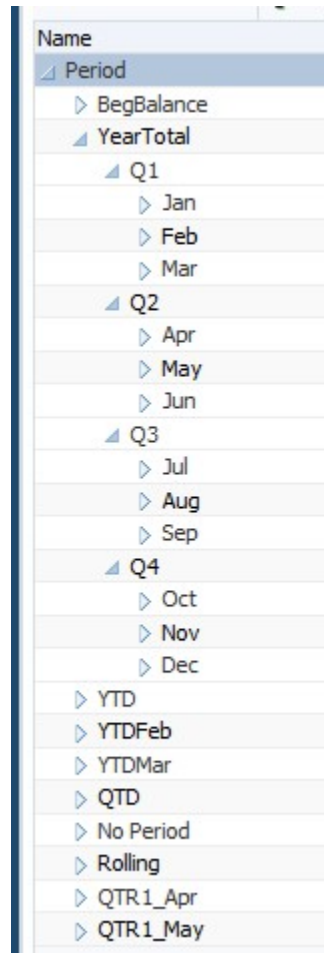 Name
Period
BegBalance
YearTotal
Q1
Jan
Feb
Mar
Q2
Apr
May
Jun
Q3
Jul
Aug
Sep
Q4
Oct
Nov
Dec
YTD
YTDFeb
YTDMar
QTD
No Period
Rolling
QTR1_Apr
QTR1_May